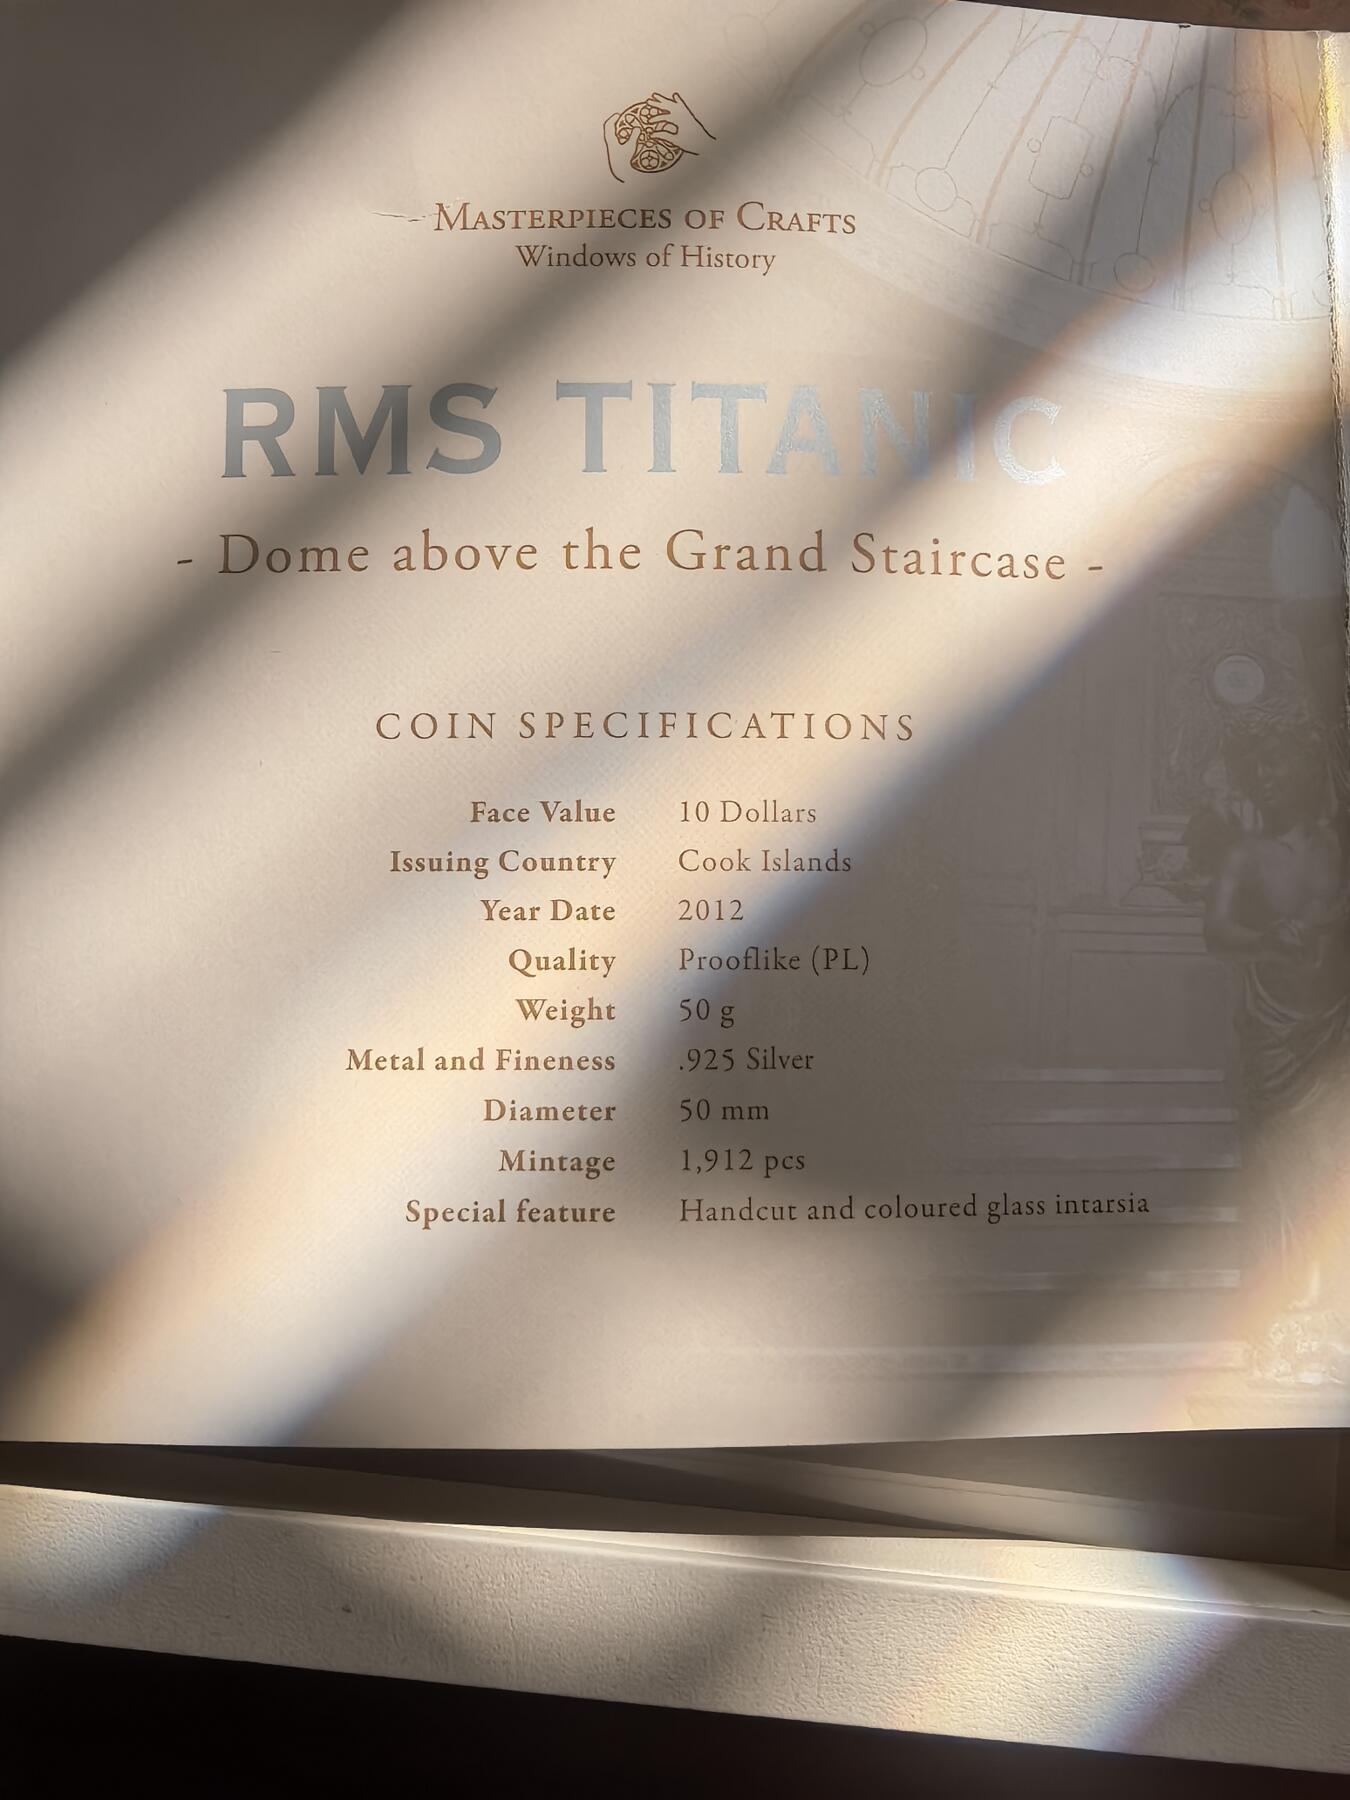 MASTERPIECES OF CRAFTS
Windows of History
RMS TITANIC
- Dome above the Grand Staircase -
COIN SPECIFICATIONS
Face Value 10 Dollars
Issuing Country Cook Islands
Year Date 2012
Quality Prooflike (PL)
Weight 50 g
Metal and Fineness .925 Silver
Diameter 50 mm
Mintage 1,912 pcs
Special feature Handcut and coloured glass intarsia